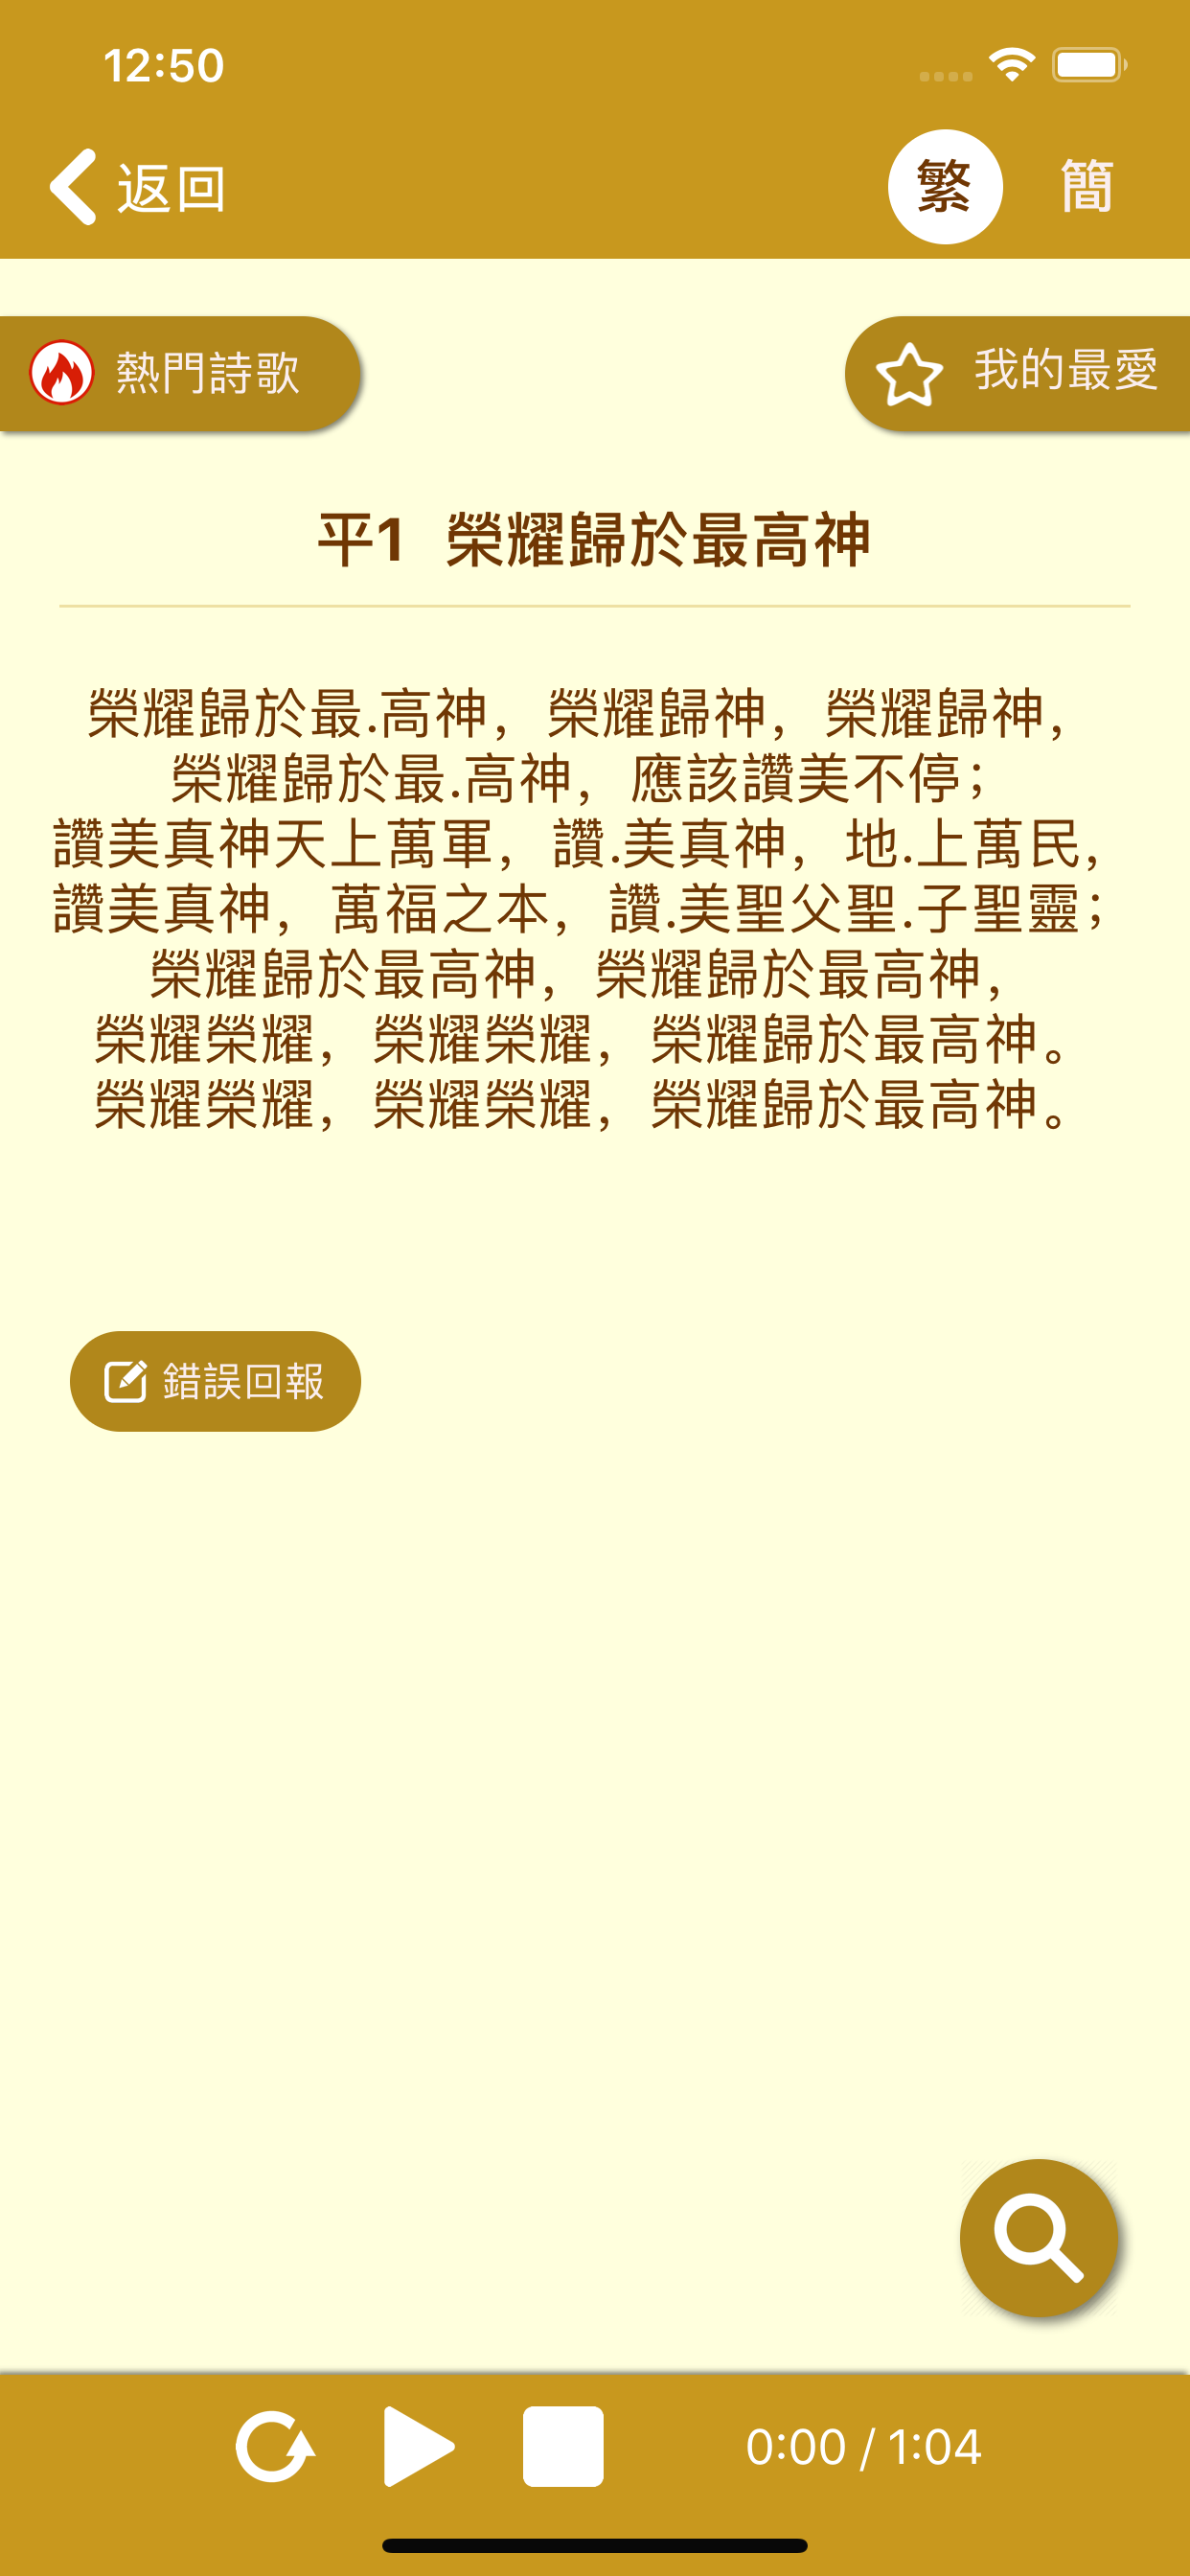 12:50
返回
繁 簡
熱門詩歌
我的最愛
平1 榮耀歸於最高神
榮耀歸於最.高神，榮耀歸神，榮耀歸神，
榮耀歸於最.高神，應該讚美不停；
讚美真神天上萬軍，讚.美真神，地.上萬民，
讚美真神，萬福之本，讚.美聖父聖.子聖靈；
榮耀歸於最高神，榮耀歸於最高神，
榮耀榮耀，榮耀榮耀，榮耀歸於最高神。
榮耀榮耀，榮耀榮耀，榮耀歸於最高神。
錯誤回報
0:00 / 1:04